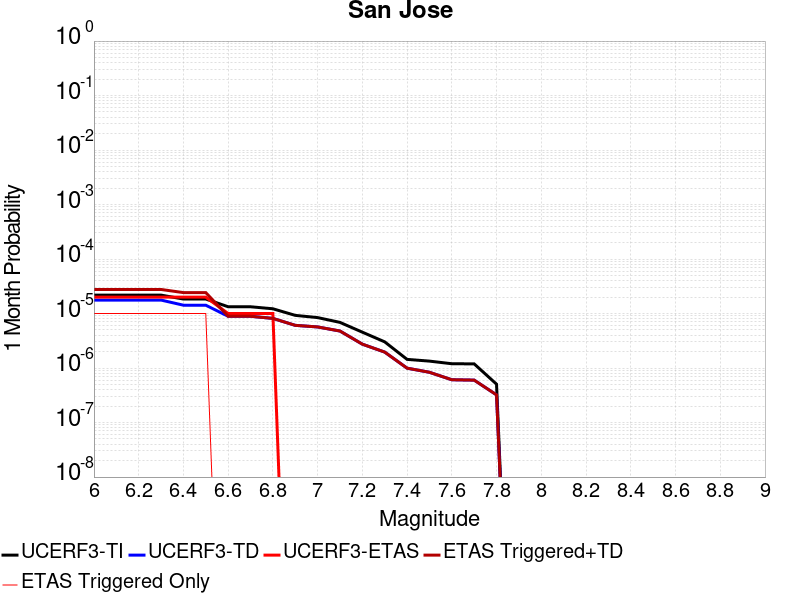 San Jose
1 Month Probability
10^0
10^-1
10^-2
10^-3
10^-4
10^-5
10^-6
10^-7
10^-8
6 6.2 6.4 6.6 6.8 7 7.2 7.4 7.6 7.8 8 8.2 8.4 8.6 8.8 9
Magnitude
UCERF3-TI UCERF3-TD UCERF3-ETAS ETAS Triggered+TD
ETAS Triggered Only